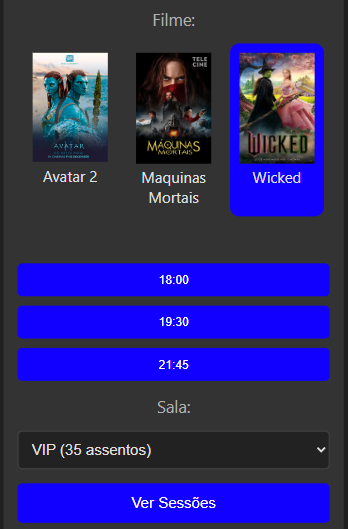 Filme:
TELE
CINE
AVATAR
MÁQUINAS
MORTAIS
WICKED
Avatar 2
Maquinas
Mortais
Wicked
18:00
19:30
21:45
Sala:
VIP (35 assentos)
Ver Sessões